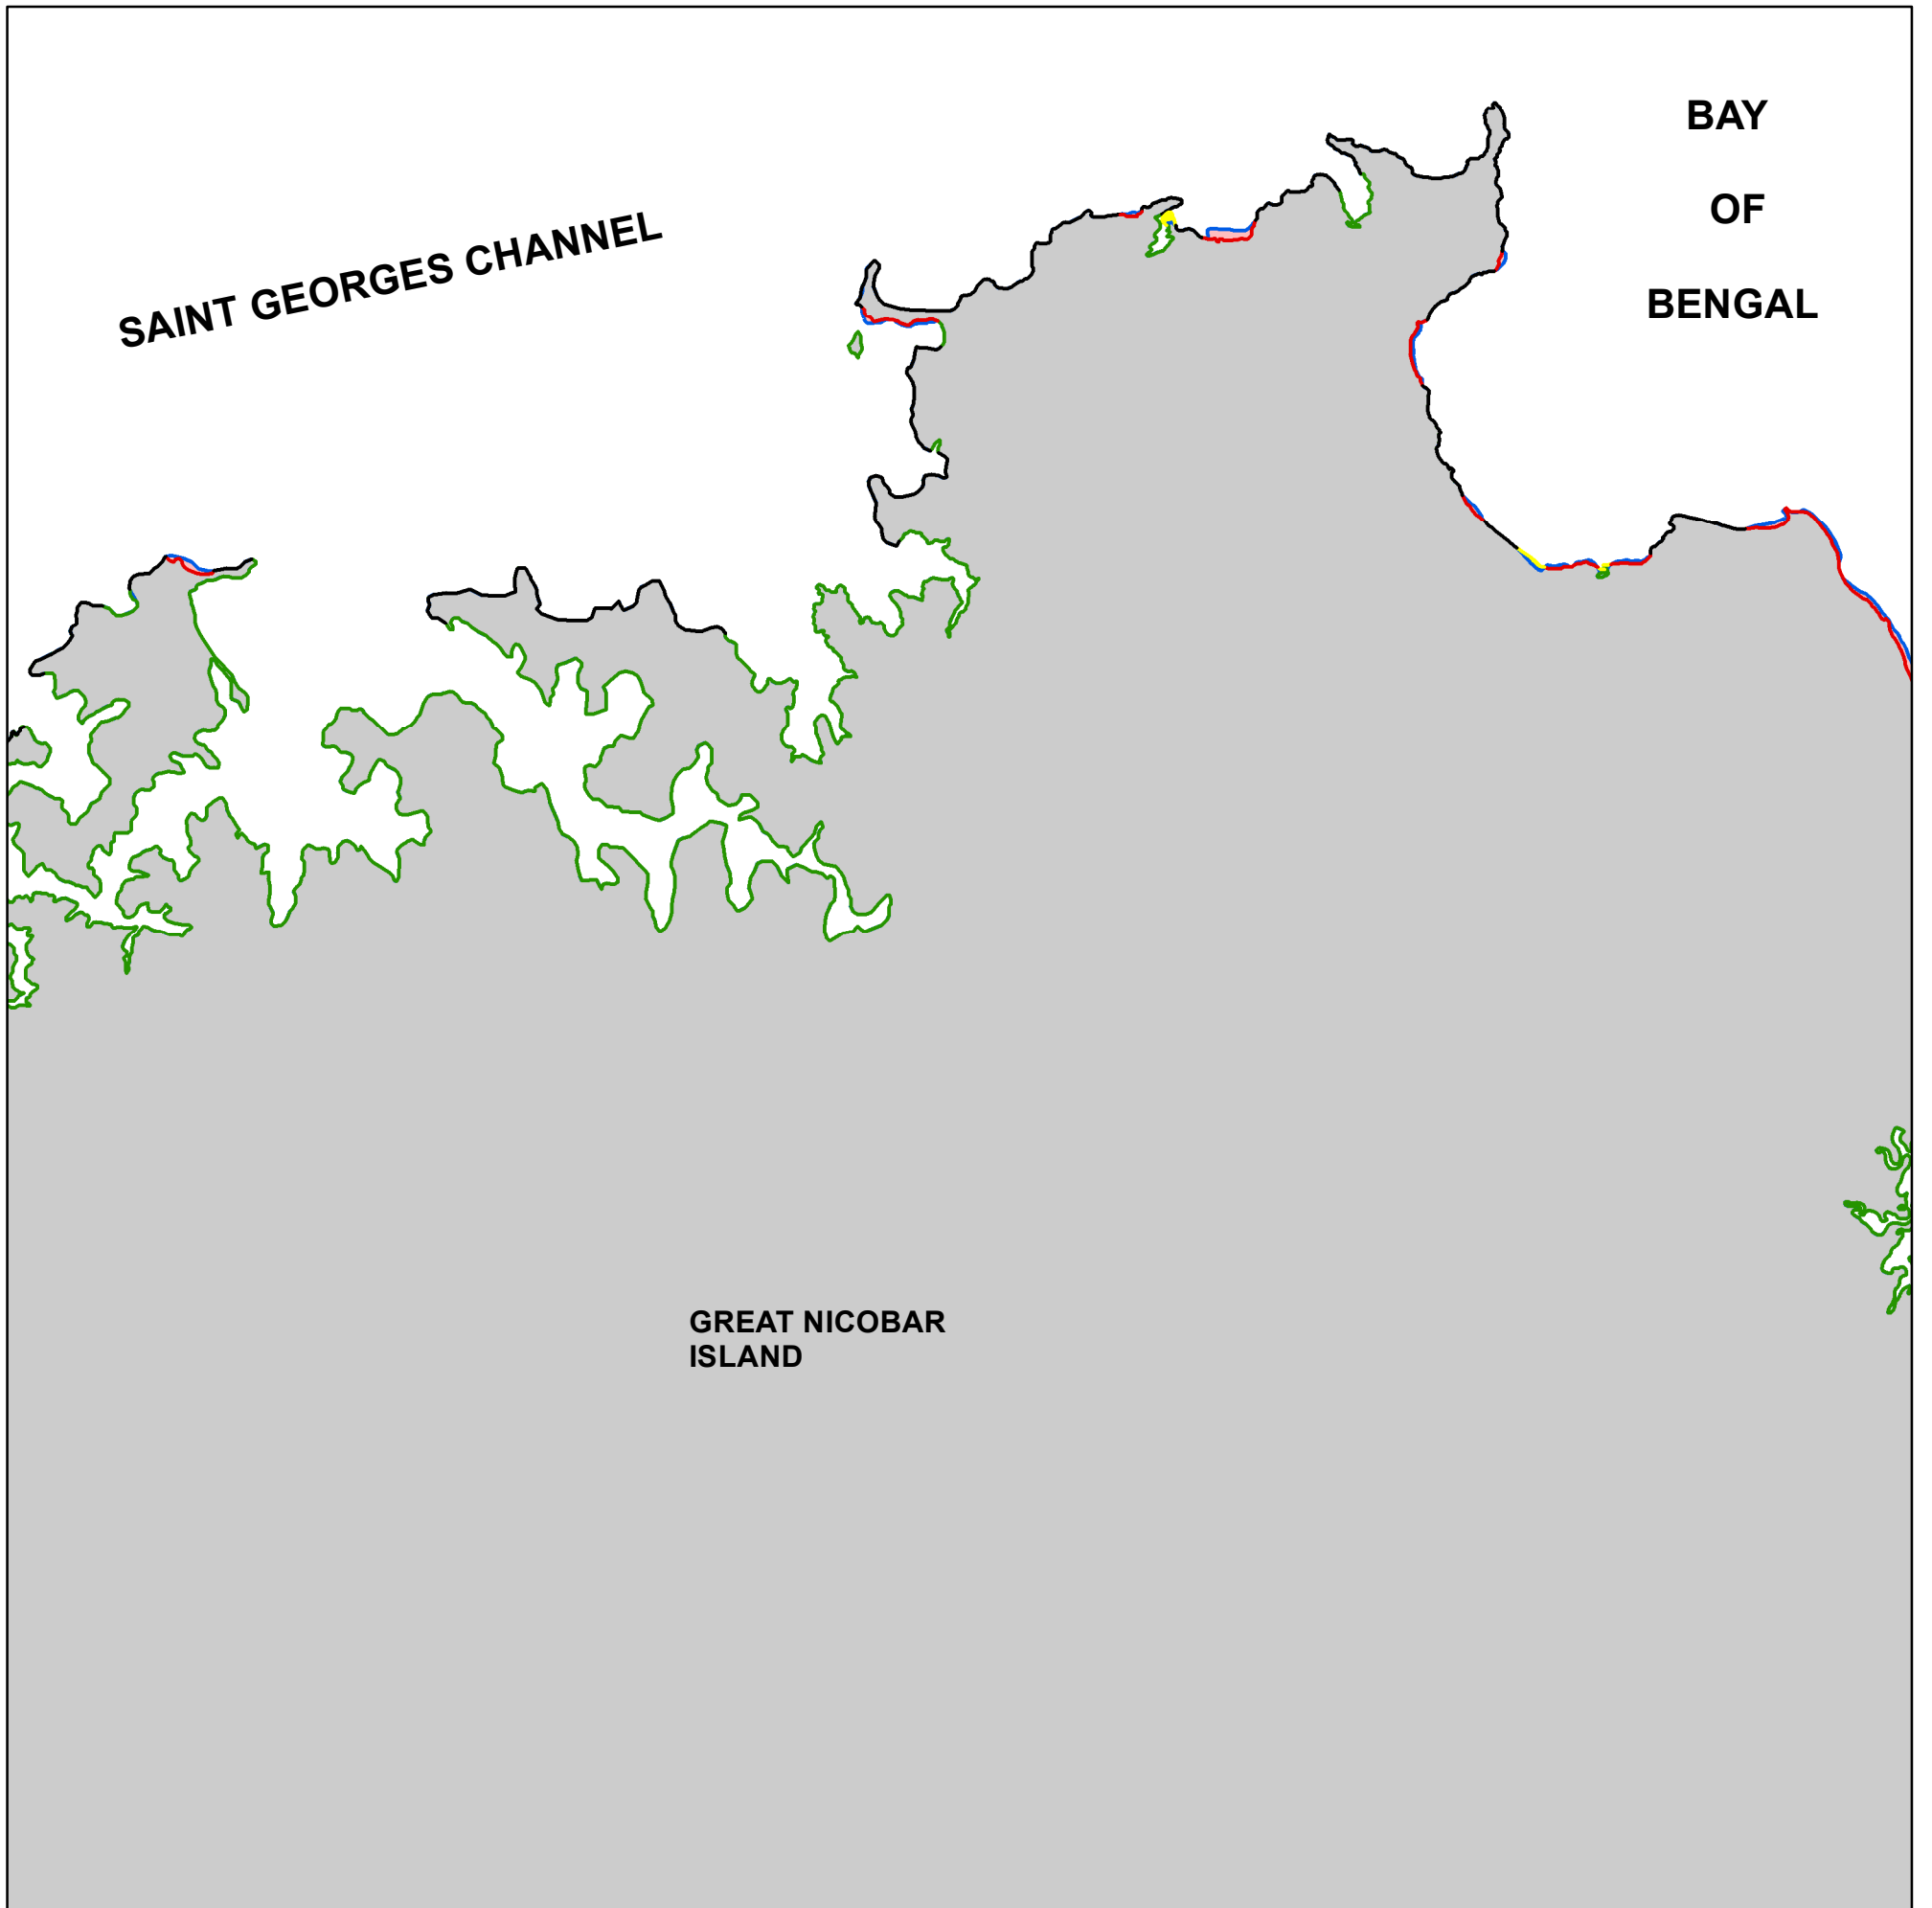 BAY
OF
BENGAL
SAINT GEORGES CHANNEL
GREAT NICOBAR
ISLAND